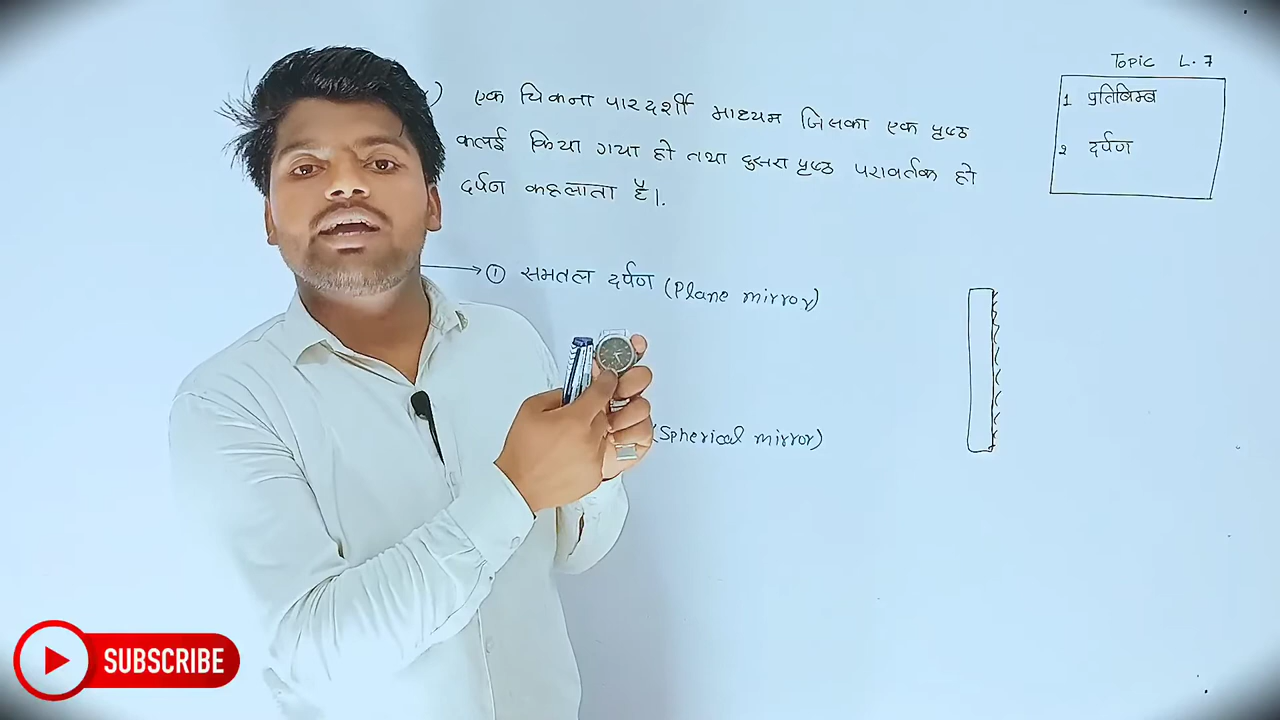 Topic L.7
1 प्रतिबिम्ब
2 दर्पण
) एक चिकना पारदर्शी माध्यम जिसका एक पृष्ठ
कलई किया गया हो तथा दुसरा पृष्ठ परावर्तक हो
दर्पण कहलाता है।.
① समतल दर्पण (Plane mirror)
(Spherical mirror)
SUBSCRIBE